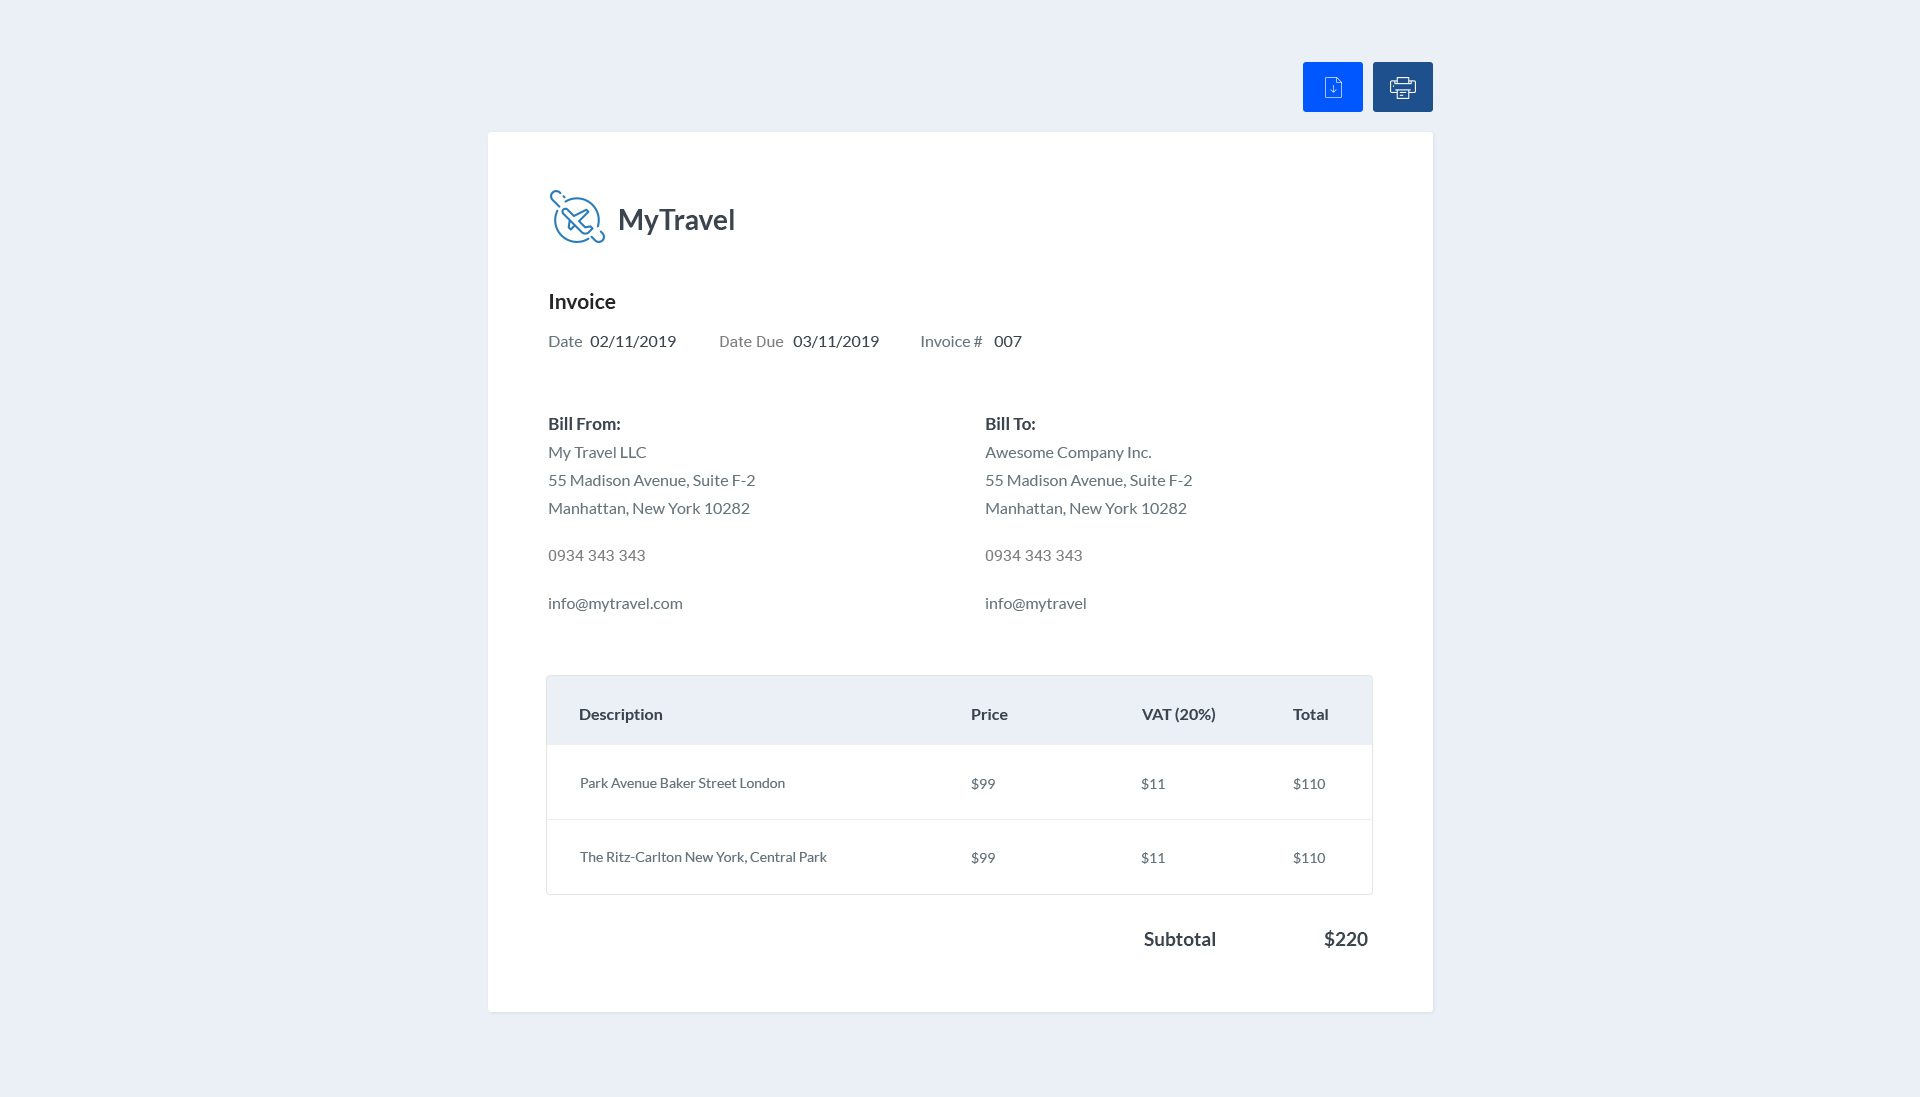 MyTravel
Invoice
Date 02/11/2019 Date Due 03/11/2019 Invoice # 007
Bill From:
My Travel LLC
55 Madison Avenue, Suite F-2
Manhattan, New York 10282
0934 343 343
info@mytravel.com
Bill To:
Awesome Company Inc.
55 Madison Avenue, Suite F-2
Manhattan, New York 10282
0934 343 343
info@mytravel
Description Price VAT (20%) Total
Park Avenue Baker Street London $99 $11 $110
The Ritz-Carlton New York, Central Park $99 $11 $110
Subtotal $220